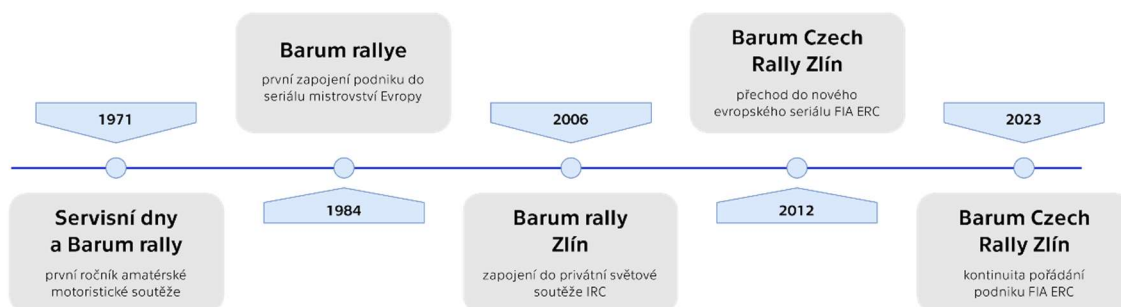 1971
Servisní dny
a Barum rally
první ročník amatérské
motoristické soutěže
Barum rallye
první zapojení podniku do
seriálu mistrovství Evropy
1984
2006
Barum rally
Zlín
zapojení do privátní světové
soutěže IRC
Barum Czech
Rally Zlín
přechod do nového
evropského seriálu FIA ERC
2012
2023
Barum Czech
Rally Zlín
kontinuita pořádání
podniku FIA ERC